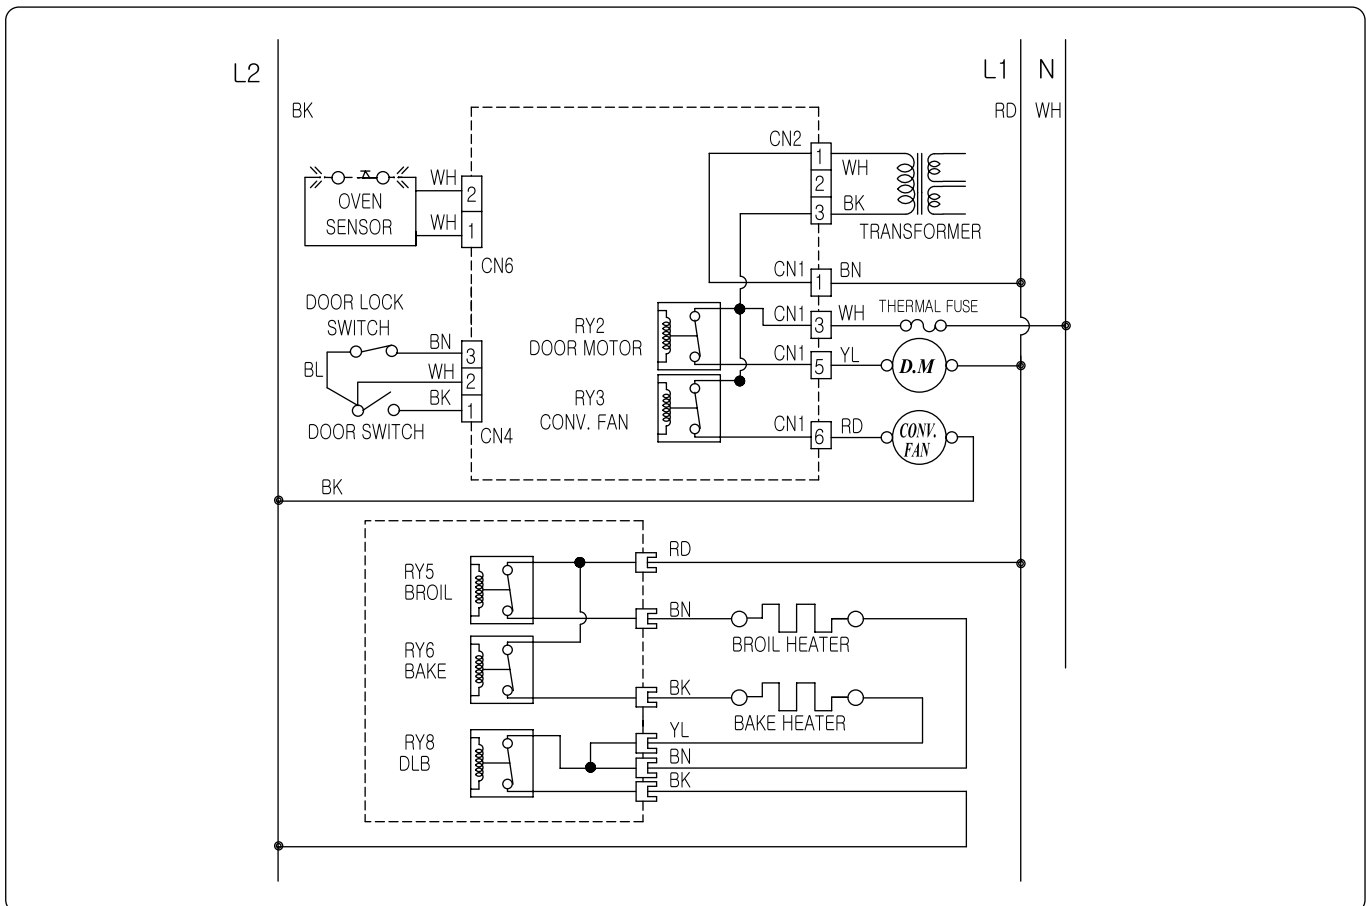 L2
L1 N
BK
RD WH
CN2
1
WH
2
BK
3
TRANSFORMER
WH
2
OVEN
SENSOR
WH
1
CN6
CN1
1
BN
DOOR LOCK
SWITCH
RY2
DOOR MOTOR
CN1
3
WH
THERMAL FUSE
BN
3
BL
WH
2
BK
1
DOOR SWITCH
CN4
CN1
5
YL
D.M
RY3
CONV. FAN
CN1
6
RD
CONV.
FAN
BK
RD
RY5
BROIL
BN
BROIL HEATER
RY6
BAKE
BK
BAKE HEATER
YL
RY8
DLB
BN
BK